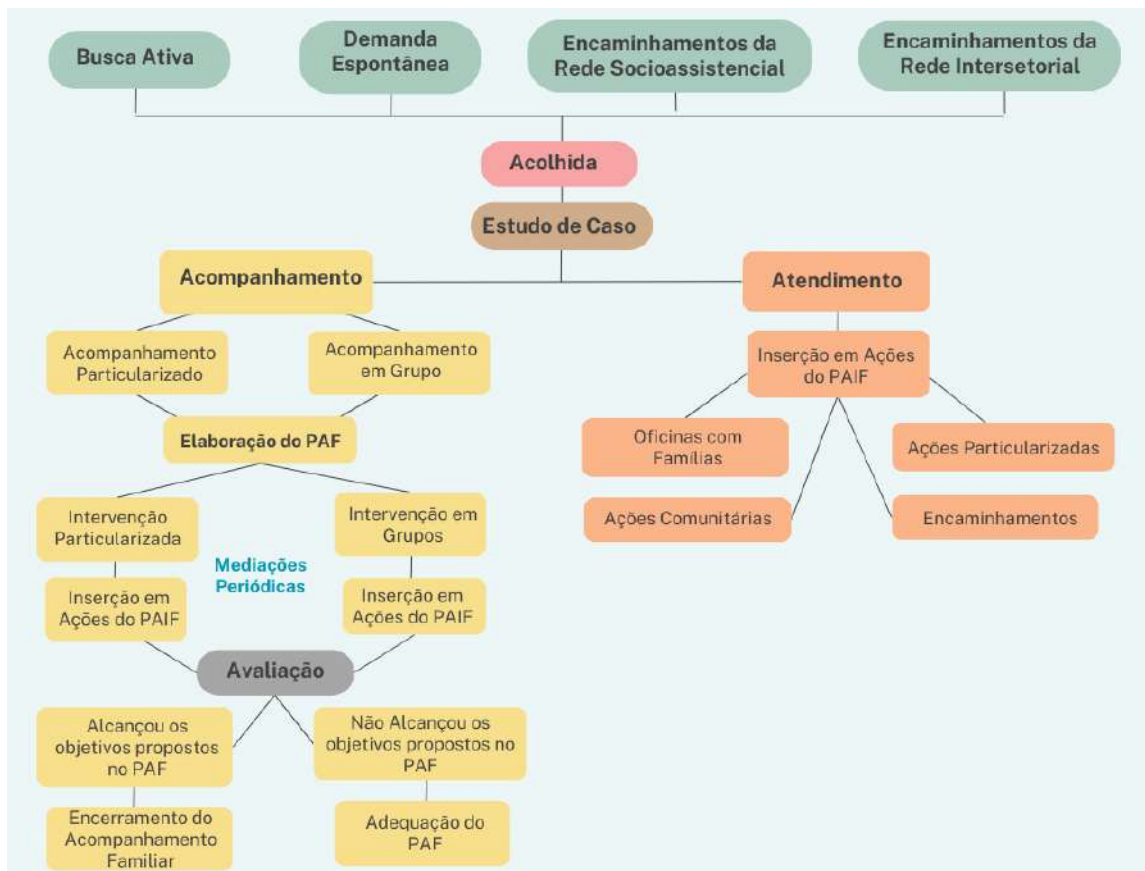 Busca Ativa
Demanda
Espontânea
Encaminhamentos da
Rede Socioassistencial
Encaminhamentos da
Rede Intersetorial
Acolhida
Estudo de Caso
Acompanhamento
Atendimento
Acompanhamento
Particularizado
Acompanhamento
em Grupo
Inserção em Ações
do PAIF
Elaboração do PAF
Oficinas com
Famílias
Ações Particularizadas
Intervenção
Particularizada
Intervenção em
Grupos
Ações Comunitárias
Encaminhamentos
Mediações
Periódicas
Inserção em
Ações do PAIF
Inserção em
Ações do PAIF
Avaliação
Alcançou os
objetivos propostos
no PAF
Não Alcançou os
objetivos propostos no
PAF
Encerramento do
Acompanhamento
Familiar
Adequação do
PAF